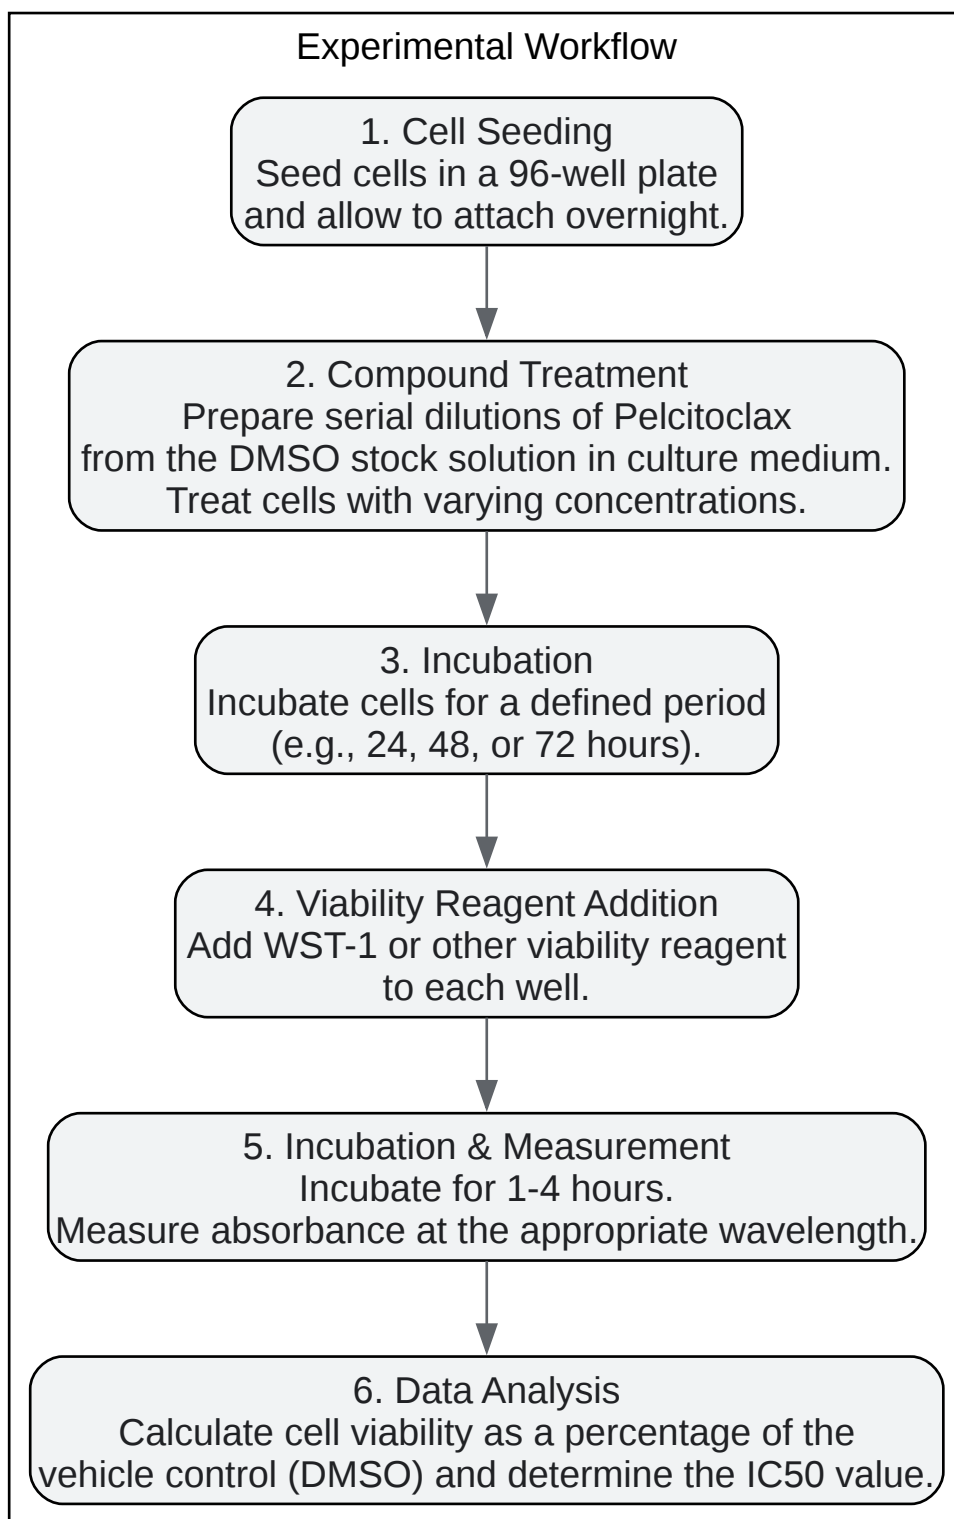 Experimental Workflow
1. Cell Seeding
Seed cells in a 96-well plate
and allow to attach overnight.
2. Compound Treatment
Prepare serial dilutions of Pelcitoclax
from the DMSO stock solution in culture medium.
Treat cells with varying concentrations.
3. Incubation
Incubate cells for a defined period
(e.g., 24, 48, or 72 hours).
4. Viability Reagent Addition
Add WST-1 or other viability reagent
to each well.
5. Incubation & Measurement
Incubate for 1-4 hours.
Measure absorbance at the appropriate wavelength.
6. Data Analysis
Calculate cell viability as a percentage of the
vehicle control (DMSO) and determine the IC50 value.